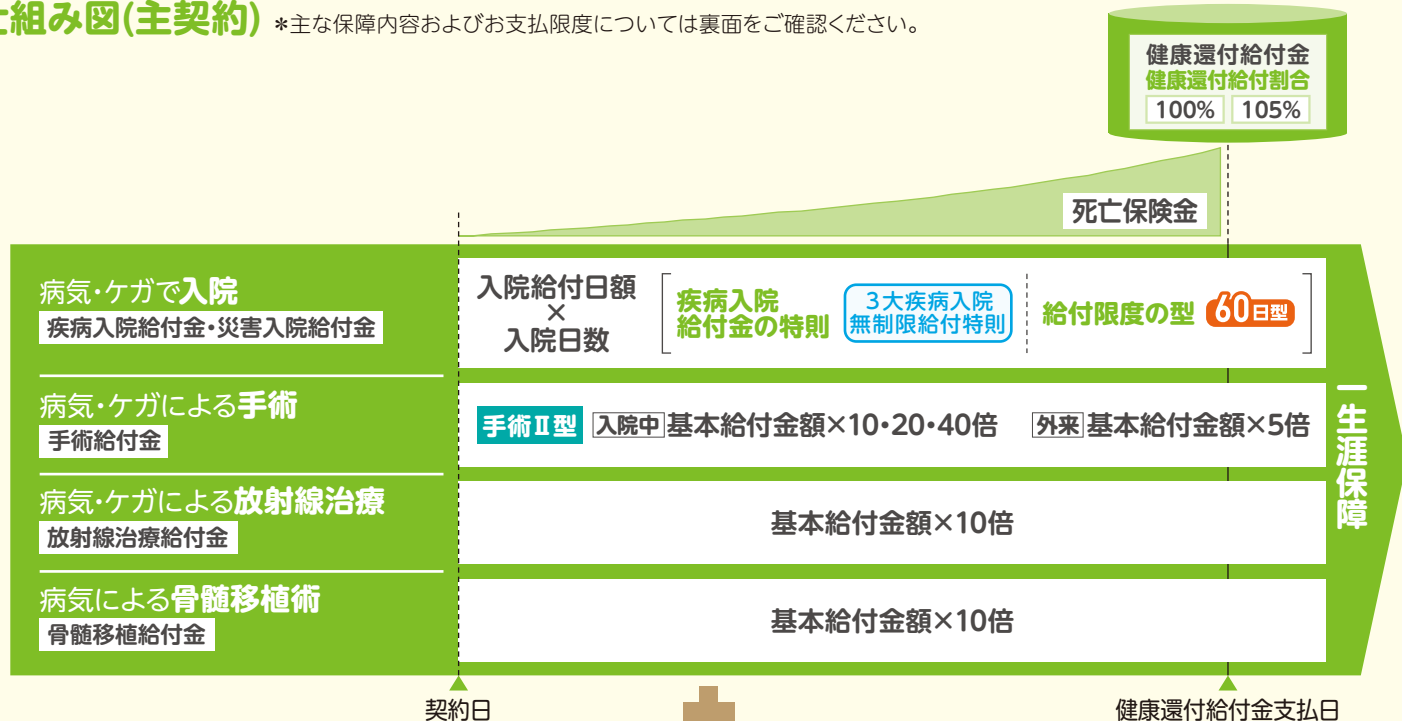 組み図(主契約) *主な保障内容およびお支払限度については裏面をご確認ください。
健康還付給付金
健康還付給付割合
100% 105%
死亡保険金
病気・ケガで入院
疾病入院給付金・災害入院給付金
入院給付日額
×
入院日数
疾病入院
給付金の特則
3大疾病入院
無制限給付特則
給付限度の型 60日型
病気・ケガによる手術
手術給付金
手術Ⅱ型 入院中 基本給付金額×10・20・40倍 外来 基本給付金額×5倍
病気・ケガによる放射線治療
放射線治療給付金
基本給付金額×10倍
病気による骨髄移植術
骨髄移植給付金
基本給付金額×10倍
一生涯保障
契約日
健康還付給付金支払日